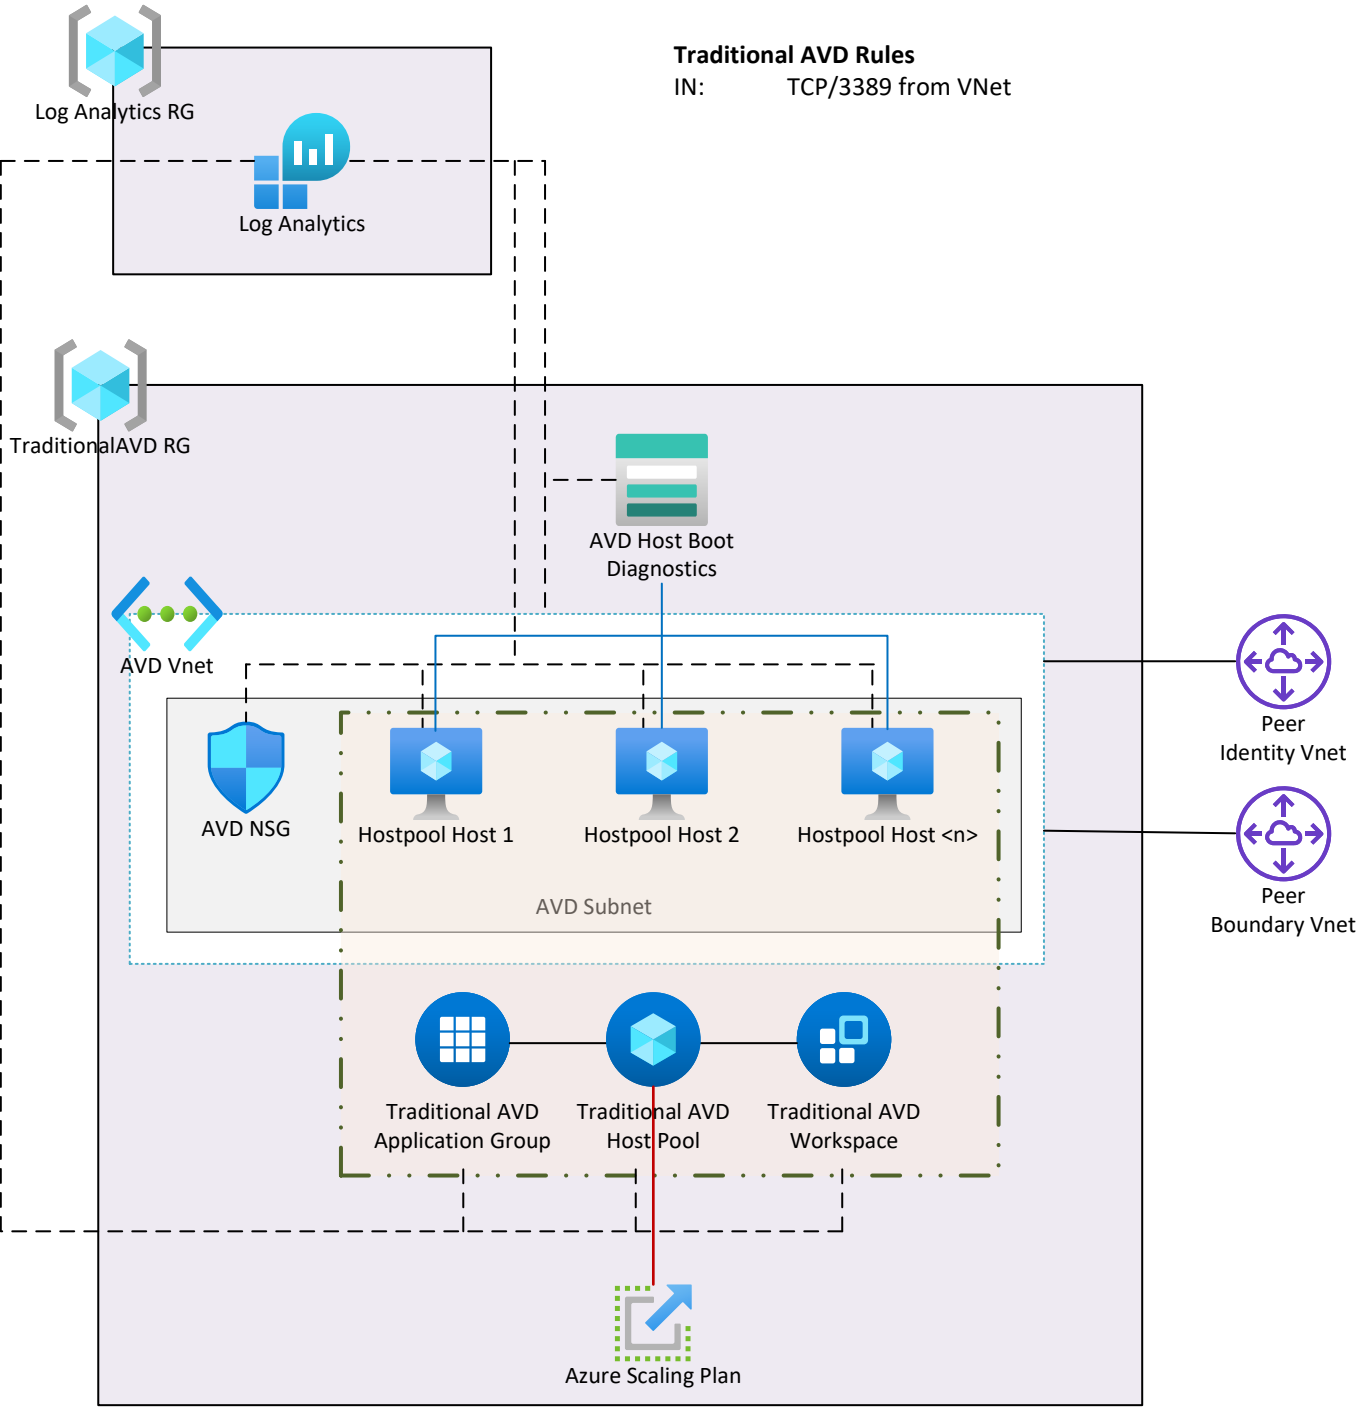 Traditional AVD Rules
IN: TCP/3389 from VNet
Log Analytics RG
Log Analytics
TraditionalAVD RG
AVD Host Boot
Diagnostics
AVD Vnet
Peer
Identity Vnet
AVD NSG
Hostpool Host 1
Hostpool Host 2
Hostpool Host <n>
Peer
Boundary Vnet
AVD Subnet
Traditional AVD
Application Group
Traditional AVD
Host Pool
Traditional AVD
Workspace
Azure Scaling Plan